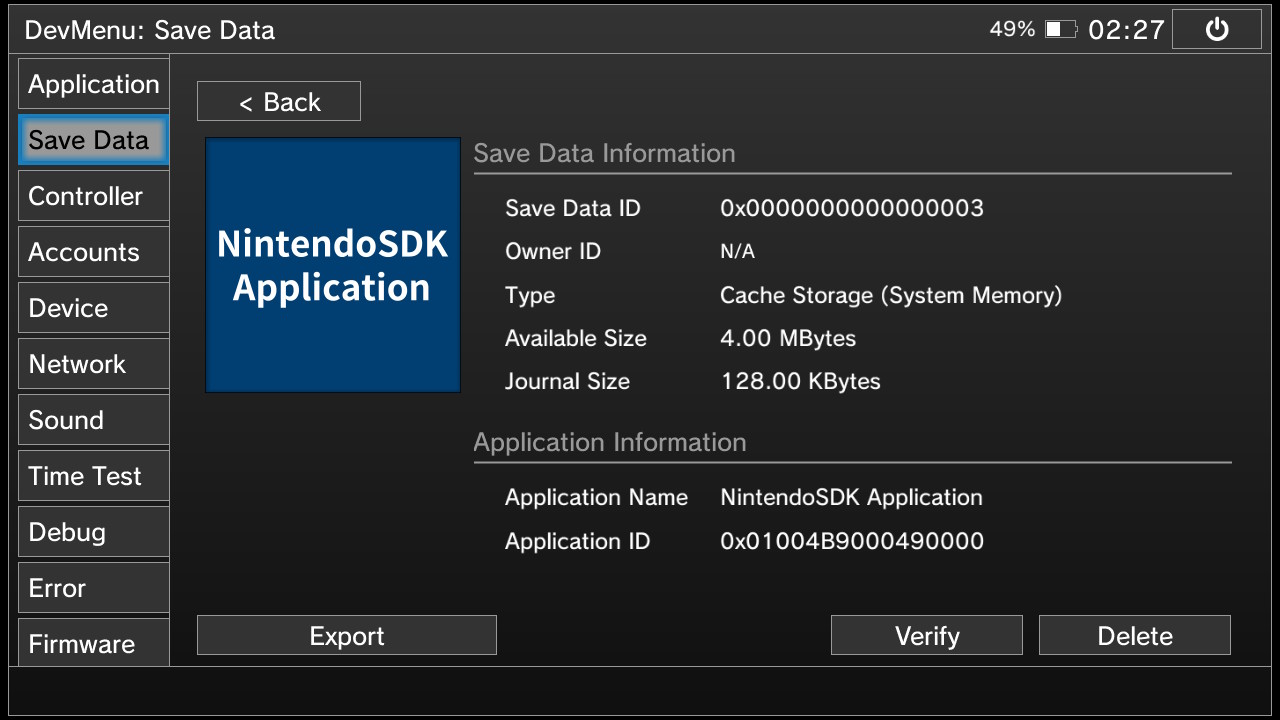 DevMenu: Save Data
49%
02:27
Application
Save Data
Controller
Accounts
Device
Network
Sound
Time Test
Debug
Error
Firmware
< Back
NintendoSDK
Application
Save Data Information
Save Data ID 0x0000000000000003
Owner ID N/A
Type Cache Storage (System Memory)
Available Size 4.00 MBytes
Journal Size 128.00 KBytes
Application Information
Application Name NintendoSDK Application
Application ID 0x01004B9000490000
Export
Verify
Delete